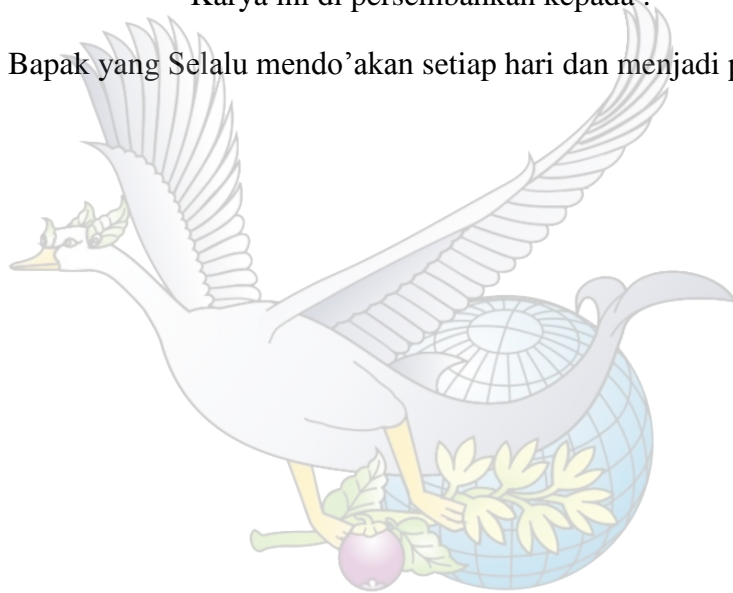 Karya ini di persembahkan kepada :
Bapak yang Selalu mendo’akan setiap hari dan menjadi